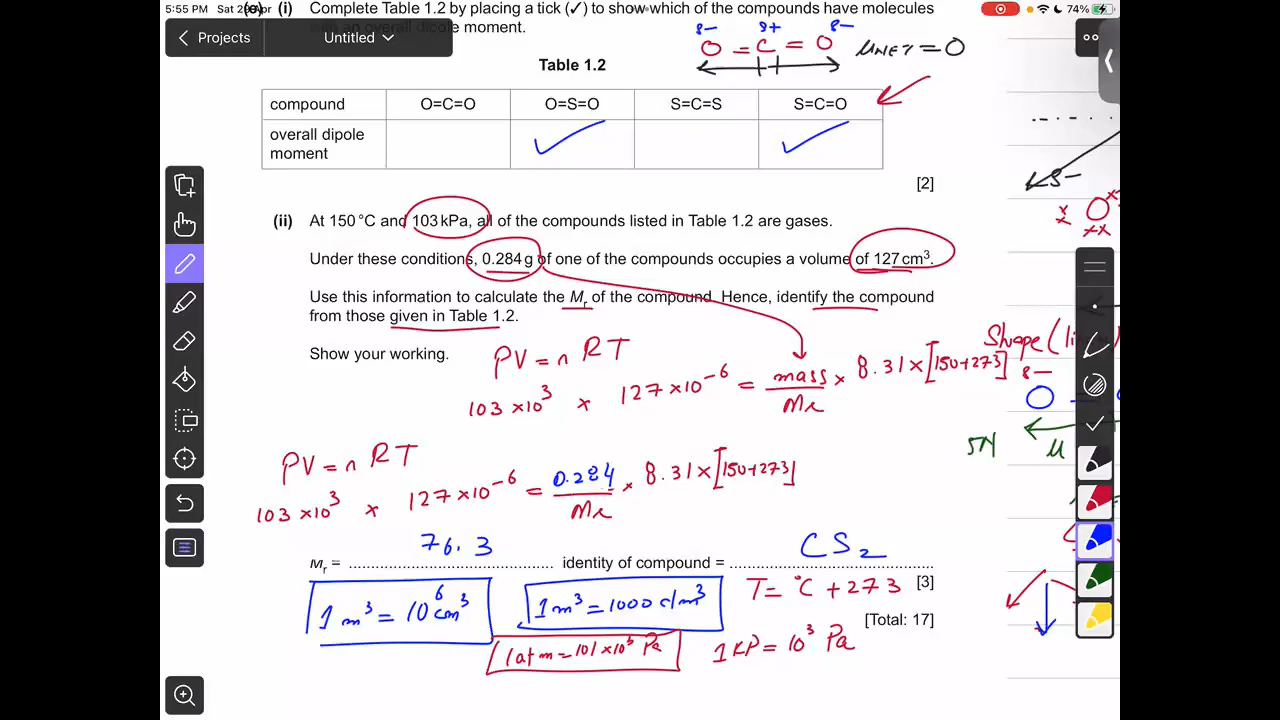 5:55 PM Sat 2
(i) Complete Table 1.2 by placing a tick (✓) to show which of the compounds have molecules
an overall dipole moment.
74%
Projects
Untitled
δ− δ+ δ−
O = C = O μNET = 0
Table 1.2
compound O=C=O O=S=O S=C=S S=C=O
overall dipole moment ✓ ✓
[2]
(ii) At 150 °C and 103 kPa, all of the compounds listed in Table 1.2 are gases.
Under these conditions, 0.284 g of one of the compounds occupies a volume of 127 cm³.
Use this information to calculate the Mr of the compound. Hence, identify the compound
from those given in Table 1.2.
Show your working.
PV = n RT
103 × 10³ × 127 × 10⁻⁶ = mass/Mr × 8.31 × [150+273]
PV = n RT
103 × 10³ × 127 × 10⁻⁶ = 0.284/Mr × 8.31 × [150+273]
Mr = 76.3 identity of compound = CS₂
[3]
T = °C + 273
1 m³ = 10⁶ cm³
1 m³ = 1000 dm³
[Total: 17]
1 atm = 101 × 10³ Pa
1 KP = 10³ Pa
δ−
O
Shape (
δ−
O
μ